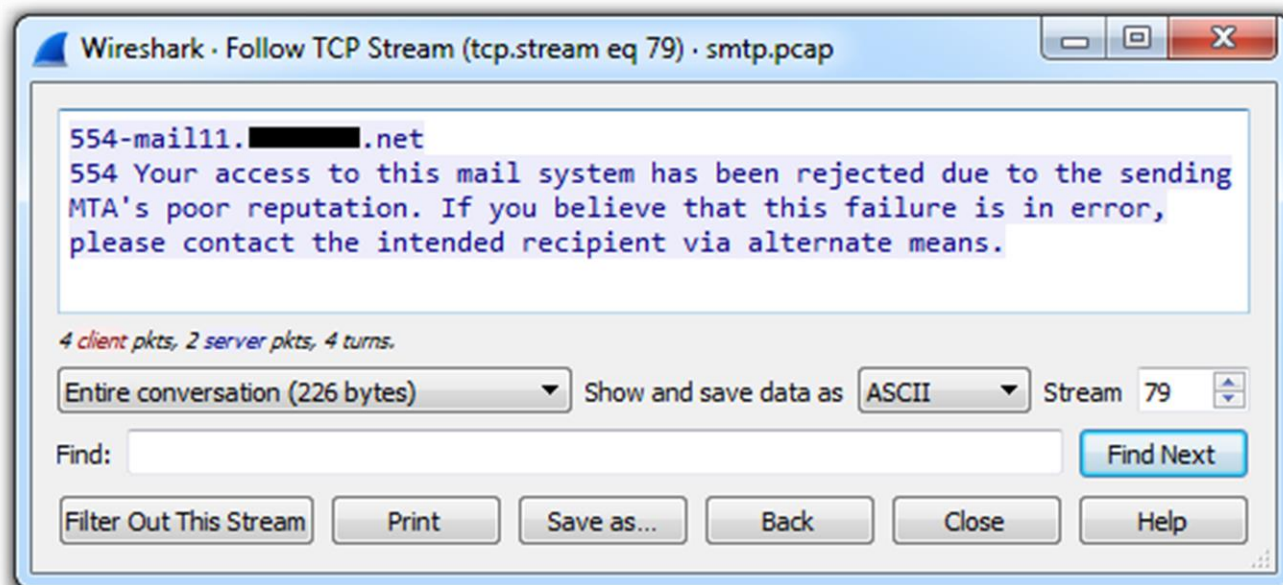 Wireshark · Follow TCP Stream (tcp.stream eq 79) · smtp.pcap
554-mail11. .net
554 Your access to this mail system has been rejected due to the sending
MTA's poor reputation. If you believe that this failure is in error,
please contact the intended recipient via alternate means.
4 client pkts, 2 server pkts, 4 turns.
Entire conversation (226 bytes) Show and save data as ASCII Stream 79
Find: Find Next
Filter Out This Stream Print Save as... Back Close Help